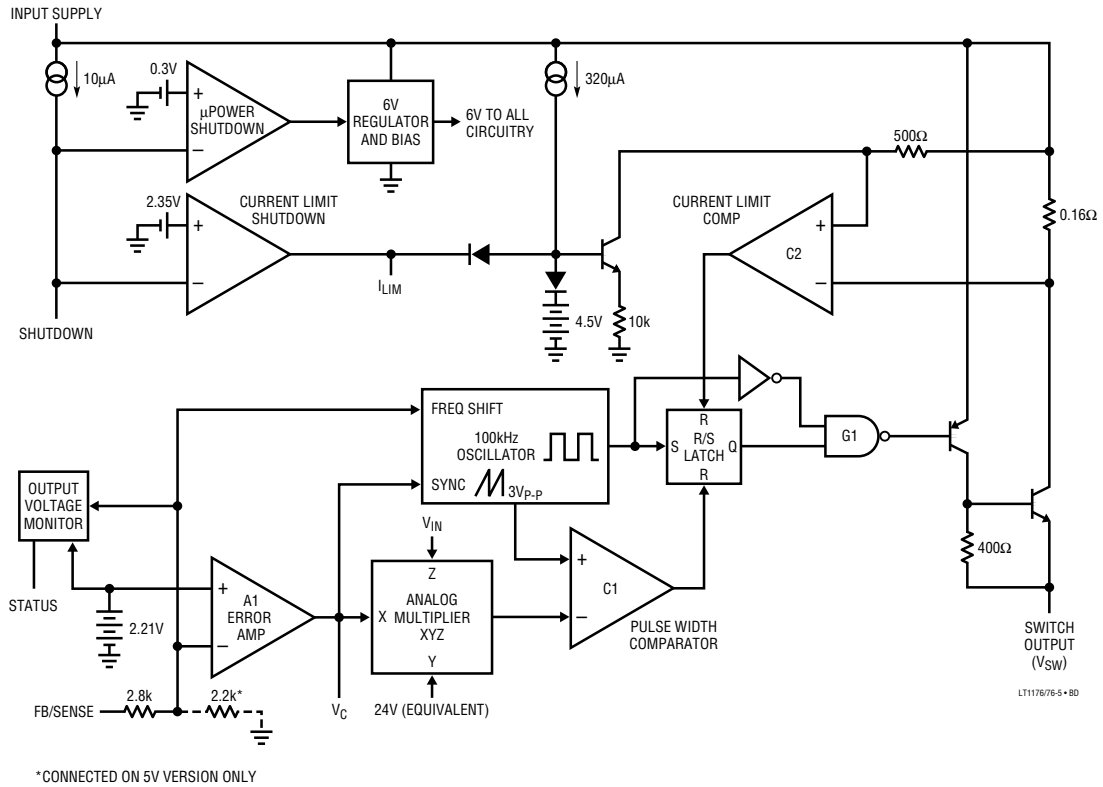 INPUT SUPPLY
10µA
0.3V
+
µPOWER
SHUTDOWN
−
6V
REGULATOR
AND BIAS
6V TO ALL
CIRCUITRY
320µA
500Ω
0.16Ω
2.35V
CURRENT LIMIT
SHUTDOWN
+
−
SHUTDOWN
I_LIM
4.5V
10k
CURRENT LIMIT
COMP
+
C2
−
FREQ SHIFT
100kHz
OSCILLATOR
SYNC
3V_P-P
R
R/S
S LATCH Q
R
G1
OUTPUT
VOLTAGE
MONITOR
STATUS
2.21V
+
A1
ERROR
AMP
−
V_IN
Z
X ANALOG
MULTIPLIER
XYZ
Y
24V (EQUIVALENT)
V_C
+
C1
−
PULSE WIDTH
COMPARATOR
400Ω
SWITCH
OUTPUT
(V_SW)
LT1176/76-5 • BD
FB/SENSE
2.8k
2.2k*
*CONNECTED ON 5V VERSION ONLY